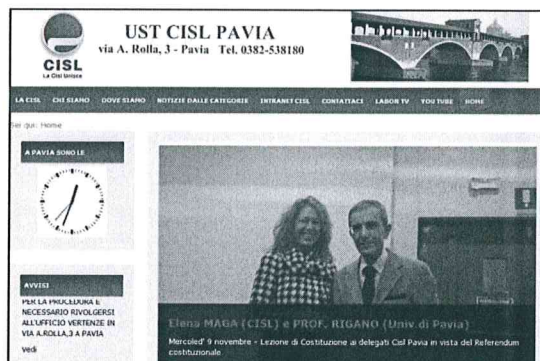 UST CISL PAVIA
via A. Rolla, 3 - Pavia Tel. 0382-538180
CISL
La Cisl Unisce
LA CISL CHI SIAMO DOVE SIAMO NOTIZIE DALLE CATEGORIE INTRANET CISL CONTATTACI LABOR TV YOU TUBE HOME
Sei qui: Home
A PAVIA SONO LE
AVVISI
PER LA PROCEDURA E'
NECESSARIO RIVOLGERSI
ALL'UFFICIO VERTENZE IN
VIA A.ROLLA,3 A PAVIA
Vedi
Elena MAGA (CISL) e PROF. RIGANO (Univ.di Pavia)
Mercoled' 9 novembre - Lezione di Costituzione ai delegati Cisl Pavia in vista del Referendum
costituzionale